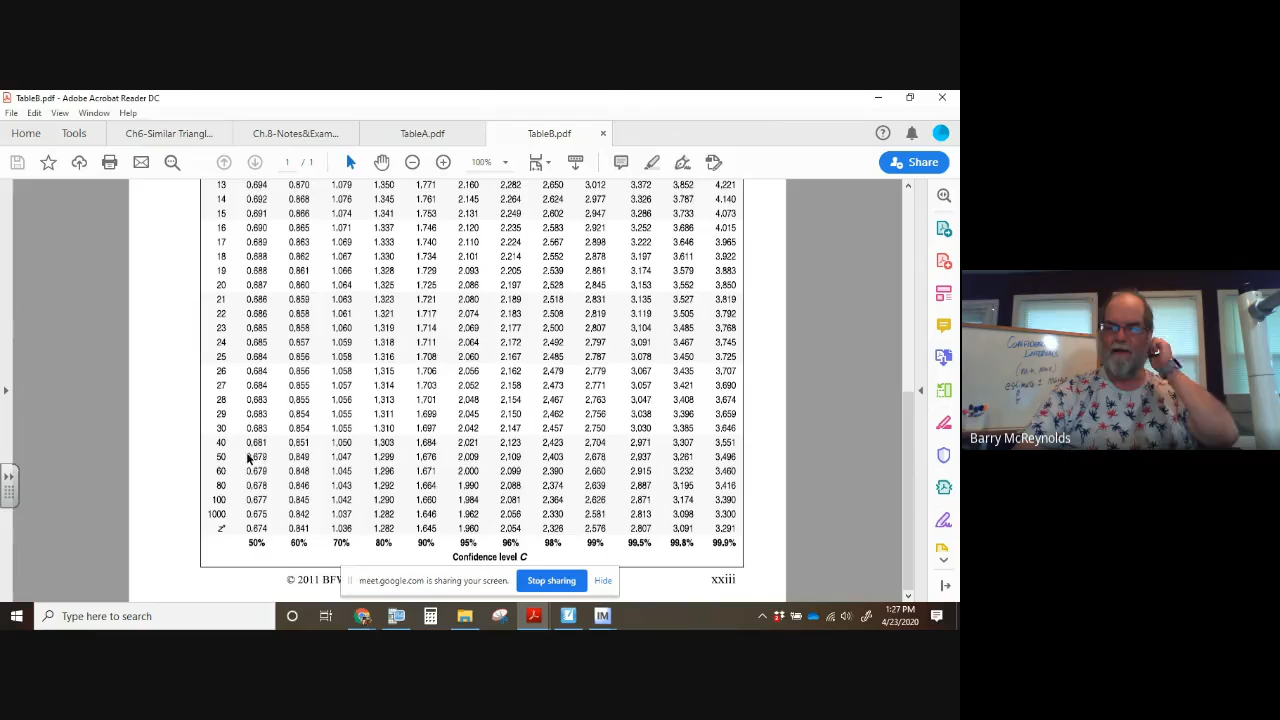 TableB.pdf - Adobe Acrobat Reader DC
File Edit View Window Help
Home Tools Ch6-Similar Triangl... Ch.8-Notes&Exam... TableA.pdf TableB.pdf ×
1 / 1 100% Share
13 0.694 0.870 1.079 1.350 1.771 2.160 2.282 2.650 3.012 3.372 3.852 4.221
14 0.692 0.868 1.076 1.345 1.761 2.145 2.264 2.624 2.977 3.326 3.787 4.140
15 0.691 0.866 1.074 1.341 1.753 2.131 2.249 2.602 2.947 3.286 3.733 4.073
16 0.690 0.865 1.071 1.337 1.746 2.120 2.235 2.583 2.921 3.252 3.686 4.015
17 0.689 0.863 1.069 1.333 1.740 2.110 2.224 2.567 2.898 3.222 3.646 3.965
18 0.688 0.862 1.067 1.330 1.734 2.101 2.214 2.552 2.878 3.197 3.611 3.922
19 0.688 0.861 1.066 1.328 1.729 2.093 2.205 2.539 2.861 3.174 3.579 3.883
20 0.687 0.860 1.064 1.325 1.725 2.086 2.197 2.528 2.845 3.153 3.552 3.850
21 0.686 0.859 1.063 1.323 1.721 2.080 2.189 2.518 2.831 3.135 3.527 3.819
22 0.686 0.858 1.061 1.321 1.717 2.074 2.183 2.508 2.819 3.119 3.505 3.792
23 0.685 0.858 1.060 1.319 1.714 2.069 2.177 2.500 2.807 3.104 3.485 3.768
24 0.685 0.857 1.059 1.318 1.711 2.064 2.172 2.492 2.797 3.091 3.467 3.745
25 0.684 0.856 1.058 1.316 1.708 2.060 2.167 2.485 2.787 3.078 3.450 3.725
26 0.684 0.856 1.058 1.315 1.706 2.056 2.162 2.479 2.779 3.067 3.435 3.707
27 0.684 0.855 1.057 1.314 1.703 2.052 2.158 2.473 2.771 3.057 3.421 3.690
28 0.683 0.855 1.056 1.313 1.701 2.048 2.154 2.467 2.763 3.047 3.408 3.674
29 0.683 0.854 1.055 1.311 1.699 2.045 2.150 2.462 2.756 3.038 3.396 3.659
30 0.683 0.854 1.055 1.310 1.697 2.042 2.147 2.457 2.750 3.030 3.385 3.646
40 0.681 0.851 1.050 1.303 1.684 2.021 2.123 2.423 2.704 2.971 3.307 3.551
50 0.679 0.849 1.047 1.299 1.676 2.009 2.109 2.403 2.678 2.937 3.261 3.496
60 0.679 0.848 1.045 1.296 1.671 2.000 2.099 2.390 2.660 2.915 3.232 3.460
80 0.678 0.846 1.043 1.292 1.664 1.990 2.088 2.374 2.639 2.887 3.195 3.416
100 0.677 0.845 1.042 1.290 1.660 1.984 2.081 2.364 2.626 2.871 3.174 3.390
1000 0.675 0.842 1.037 1.282 1.646 1.962 2.056 2.330 2.581 2.813 3.098 3.300
z* 0.674 0.841 1.036 1.282 1.645 1.960 2.054 2.326 2.576 2.807 3.091 3.291
50% 60% 70% 80% 90% 95% 96% 98% 99% 99.5% 99.8% 99.9%
Confidence level C
© 2011 BFW
xxiii
meet.google.com is sharing your screen. Stop sharing Hide
Type here to search
1:27 PM
4/23/2020
INTERVALS
Barry McReynolds